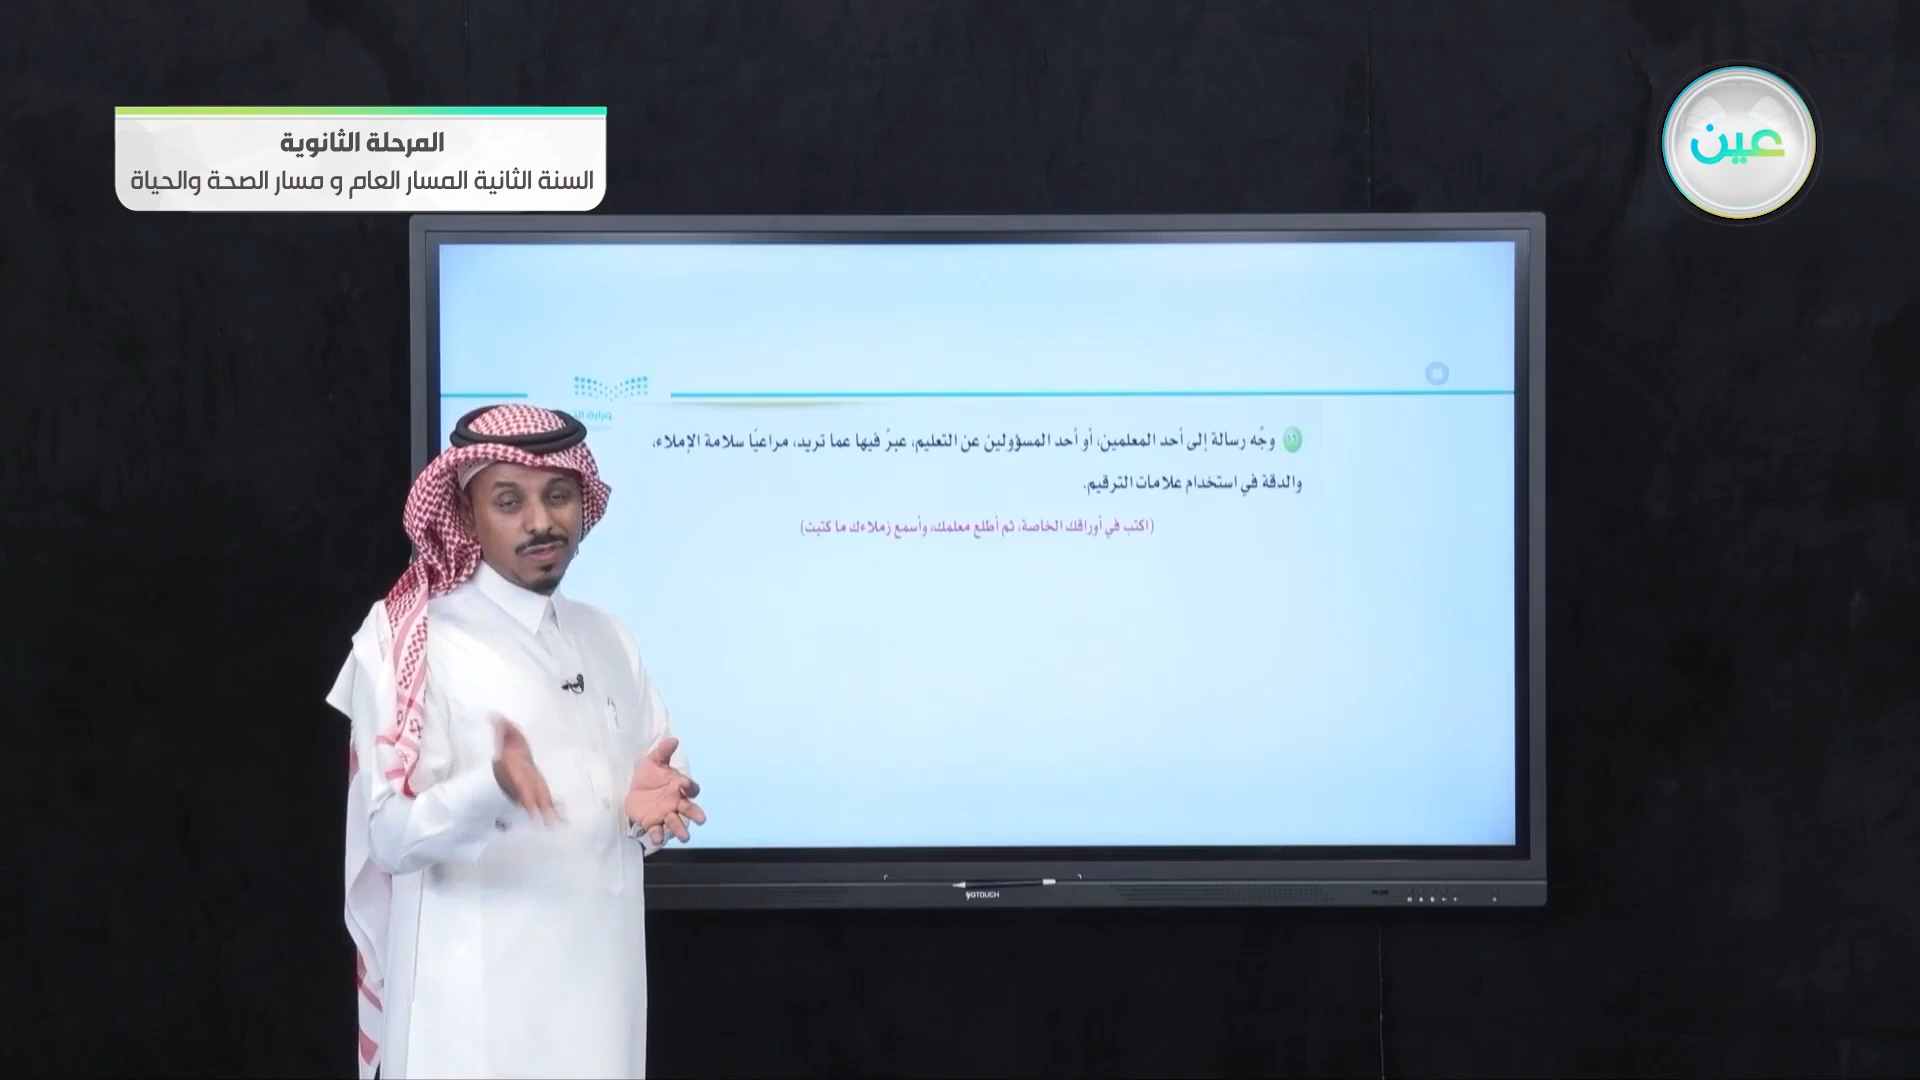 المرحلة الثانوية
السنة الثانية المسار العام و مسار الصحة والحياة
عين
١٦ وجّه رسالة إلى أحد المعلمين، أو أحد المسؤولين عن التعليم، عبرْ فيها عما تريد، مراعيًا سلامة الإملاء،
والدقة في استخدام علامات الترقيم.
(اكتب في أوراقك الخاصة، ثم أطلع معلمك، وأسمع زملاءك ما كتبت)
وزارة